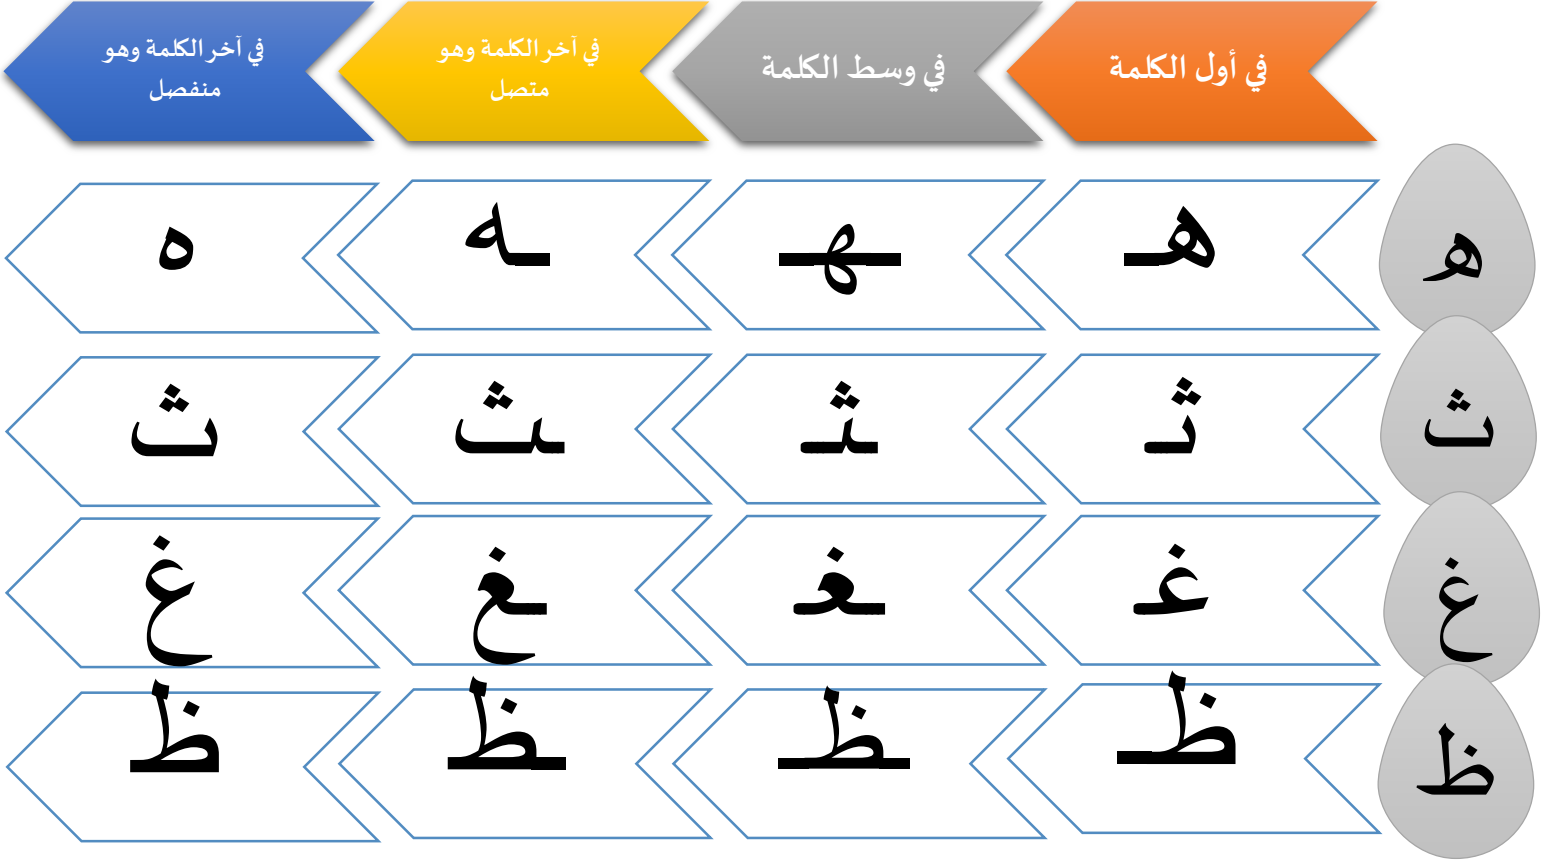 في أول الكلمة
في وسط الكلمة
في آخر الكلمة وهو
متصل
في آخر الكلمة وهو
منفصل
ه‍ هـ ـهـ ـه ه
ث ثـ ـثـ ـث ث
غ غـ ـغـ ـغ غ
ظ ظـ ـظـ ـظ ظ